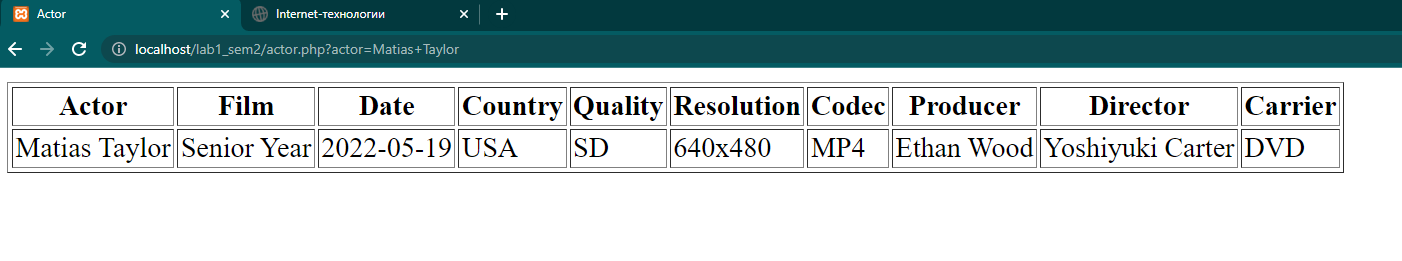 Actor
Internet-технологии
localhost/lab1_sem2/actor.php?actor=Matias+Taylor
Actor Film Date Country Quality Resolution Codec Producer Director Carrier
Matias Taylor Senior Year 2022-05-19 USA SD 640x480 MP4 Ethan Wood Yoshiyuki Carter DVD